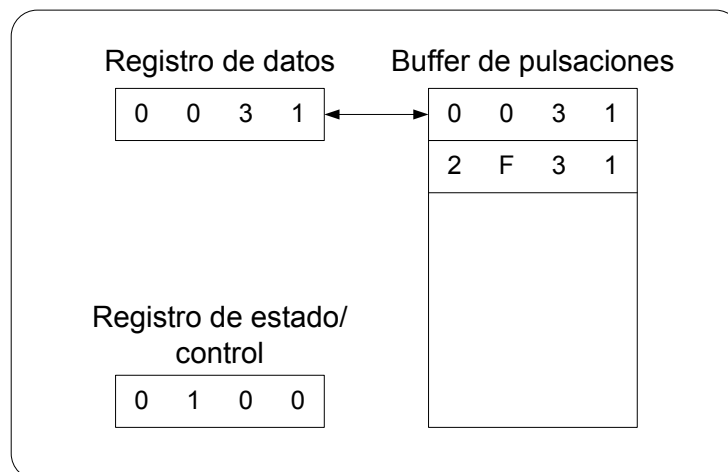 Registro de datos
0 0 3 1
Buffer de pulsaciones
0 0 3 1
2 F 3 1
Registro de estado/
control
0 1 0 0